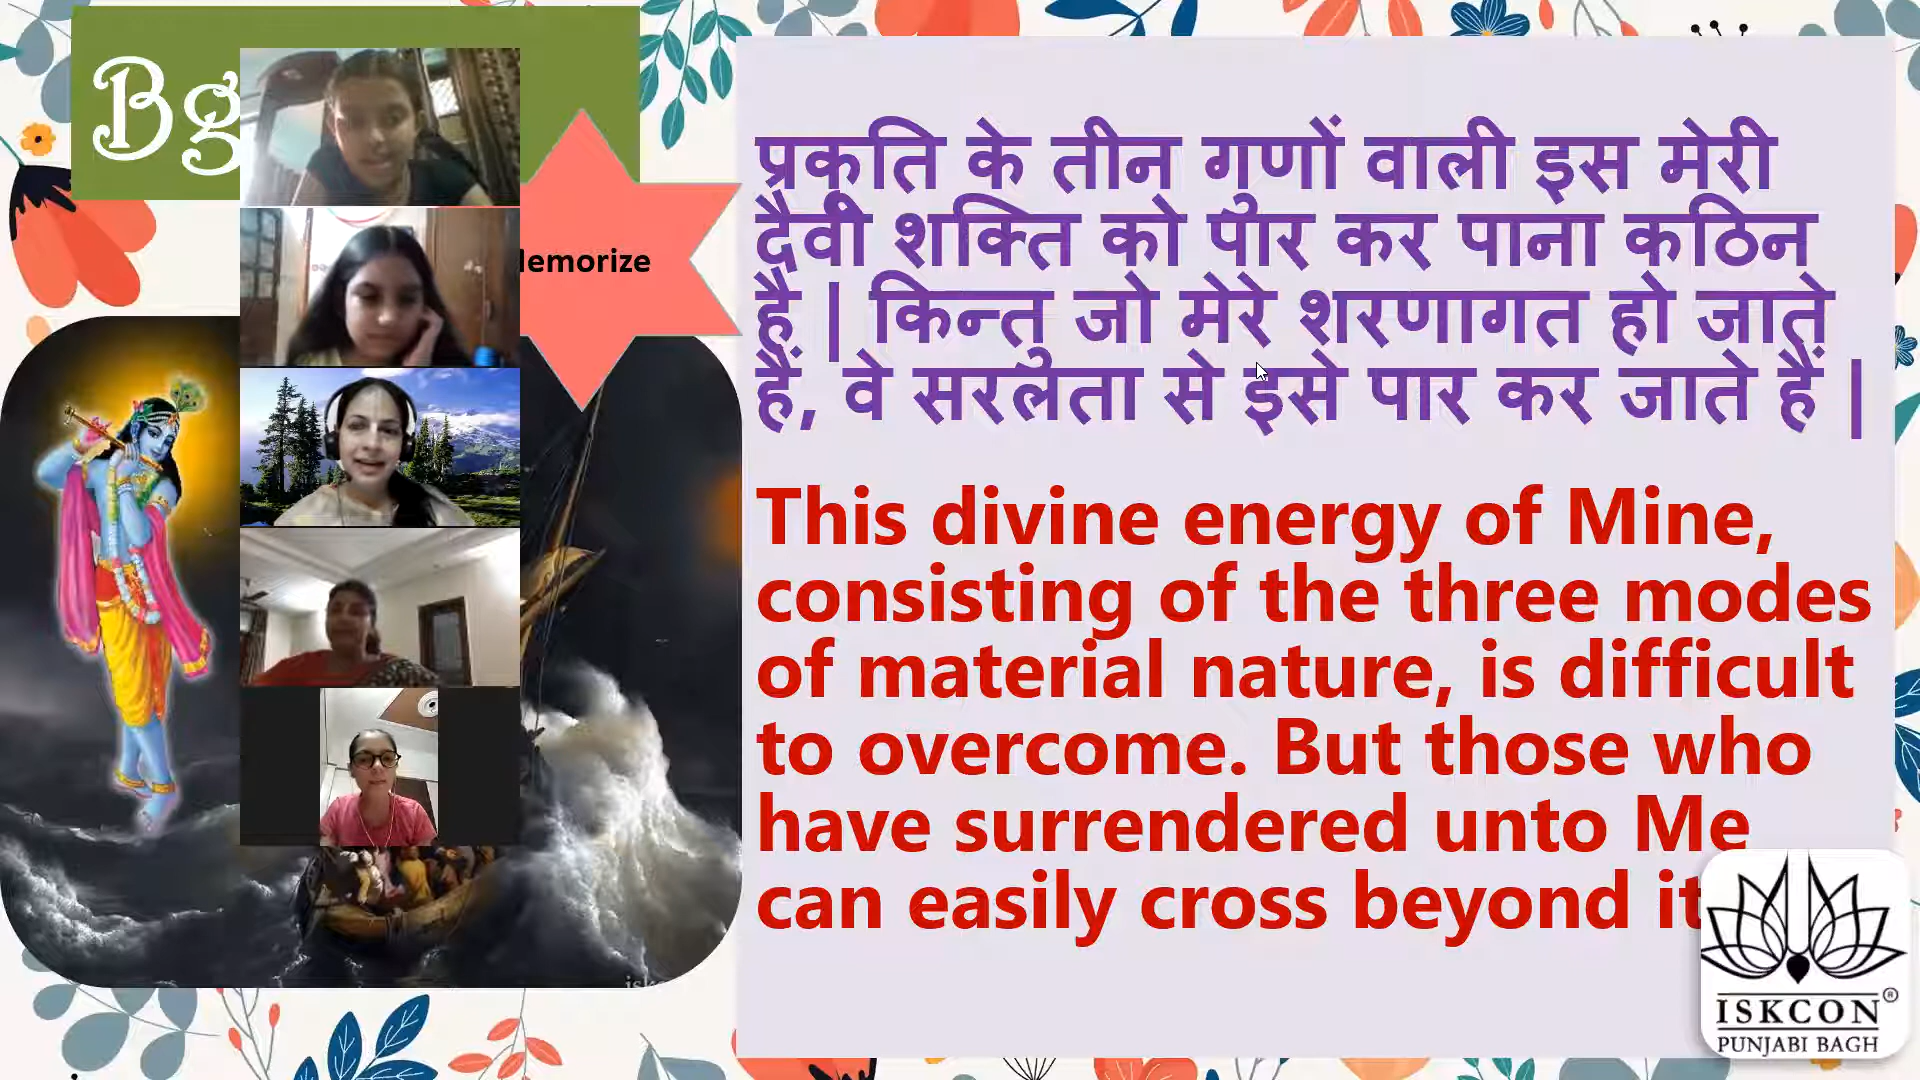 Bg
Memorize
प्रकृति के तीन गुणों वाली इस मेरी
दैवी शक्ति को पार कर पाना कठिन
है | किन्तु जो मेरे शरणागत हो जाते
हैं, वे सरलता से इसे पार कर जाते हैं |
This divine energy of Mine,
consisting of the three modes
of material nature, is difficult
to overcome. But those who
have surrendered unto Me
can easily cross beyond it
ISKCON®
PUNJABI BAGH